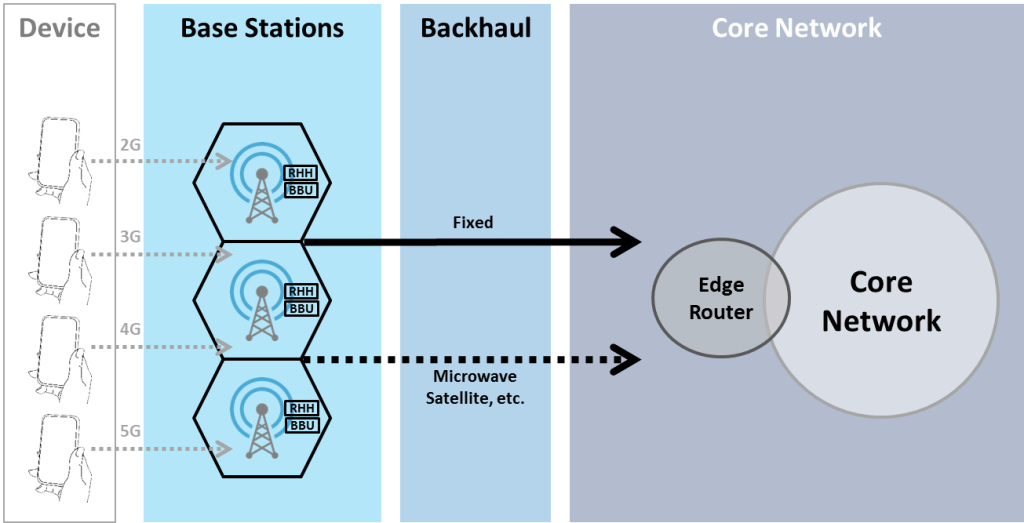 Device
Base Stations
Backhaul
Core Network
2G
RHH
BBU
3G
Fixed
RHH
BBU
Edge
Router
Core
Network
4G
Microwave
Satellite, etc.
RHH
BBU
5G